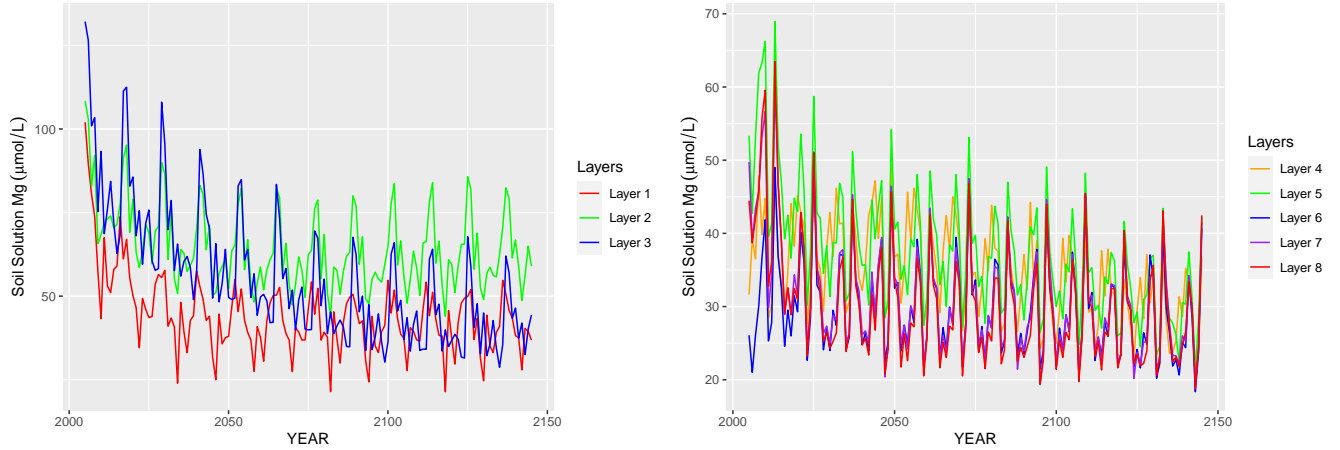 Soil Solution Mg (μmol/L)
100
50
2000
2050
2100
2150
YEAR
Layers
Layer 1
Layer 2
Layer 3
Soil Solution Mg (μmol/L)
70
60
50
40
30
20
2000
2050
2100
2150
YEAR
Layers
Layer 4
Layer 5
Layer 6
Layer 7
Layer 8